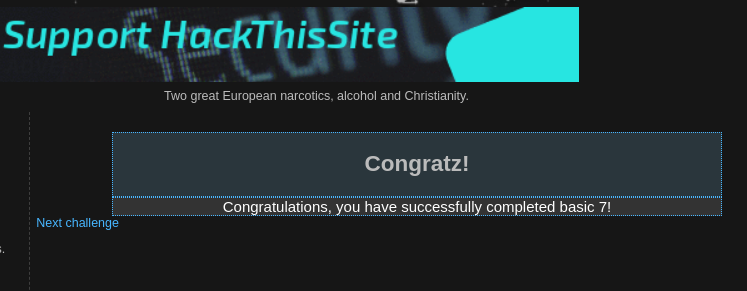 Support HackThisSite
Two great European narcotics, alcohol and Christianity.
Congratz!
Congratulations, you have successfully completed basic 7!
Next challenge
s.